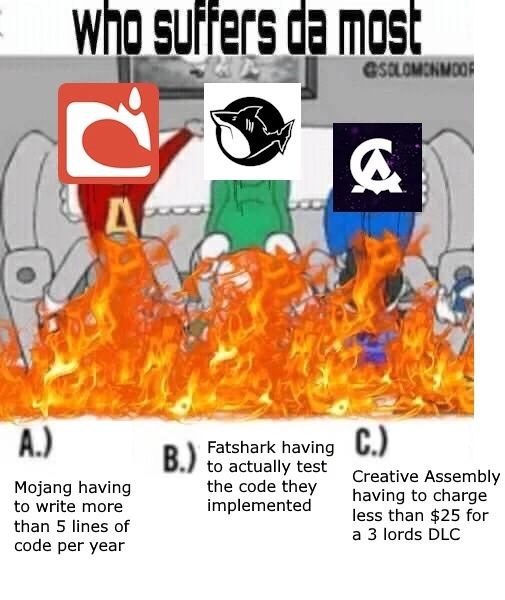 who suffers da most
@SOLOMONMOOR
A
A.)
Mojang having
to write more
than 5 lines of
code per year
B.)
Fatshark having
to actually test
the code they
implemented
C.)
Creative Assembly
having to charge
less than $25 for
a 3 lords DLC